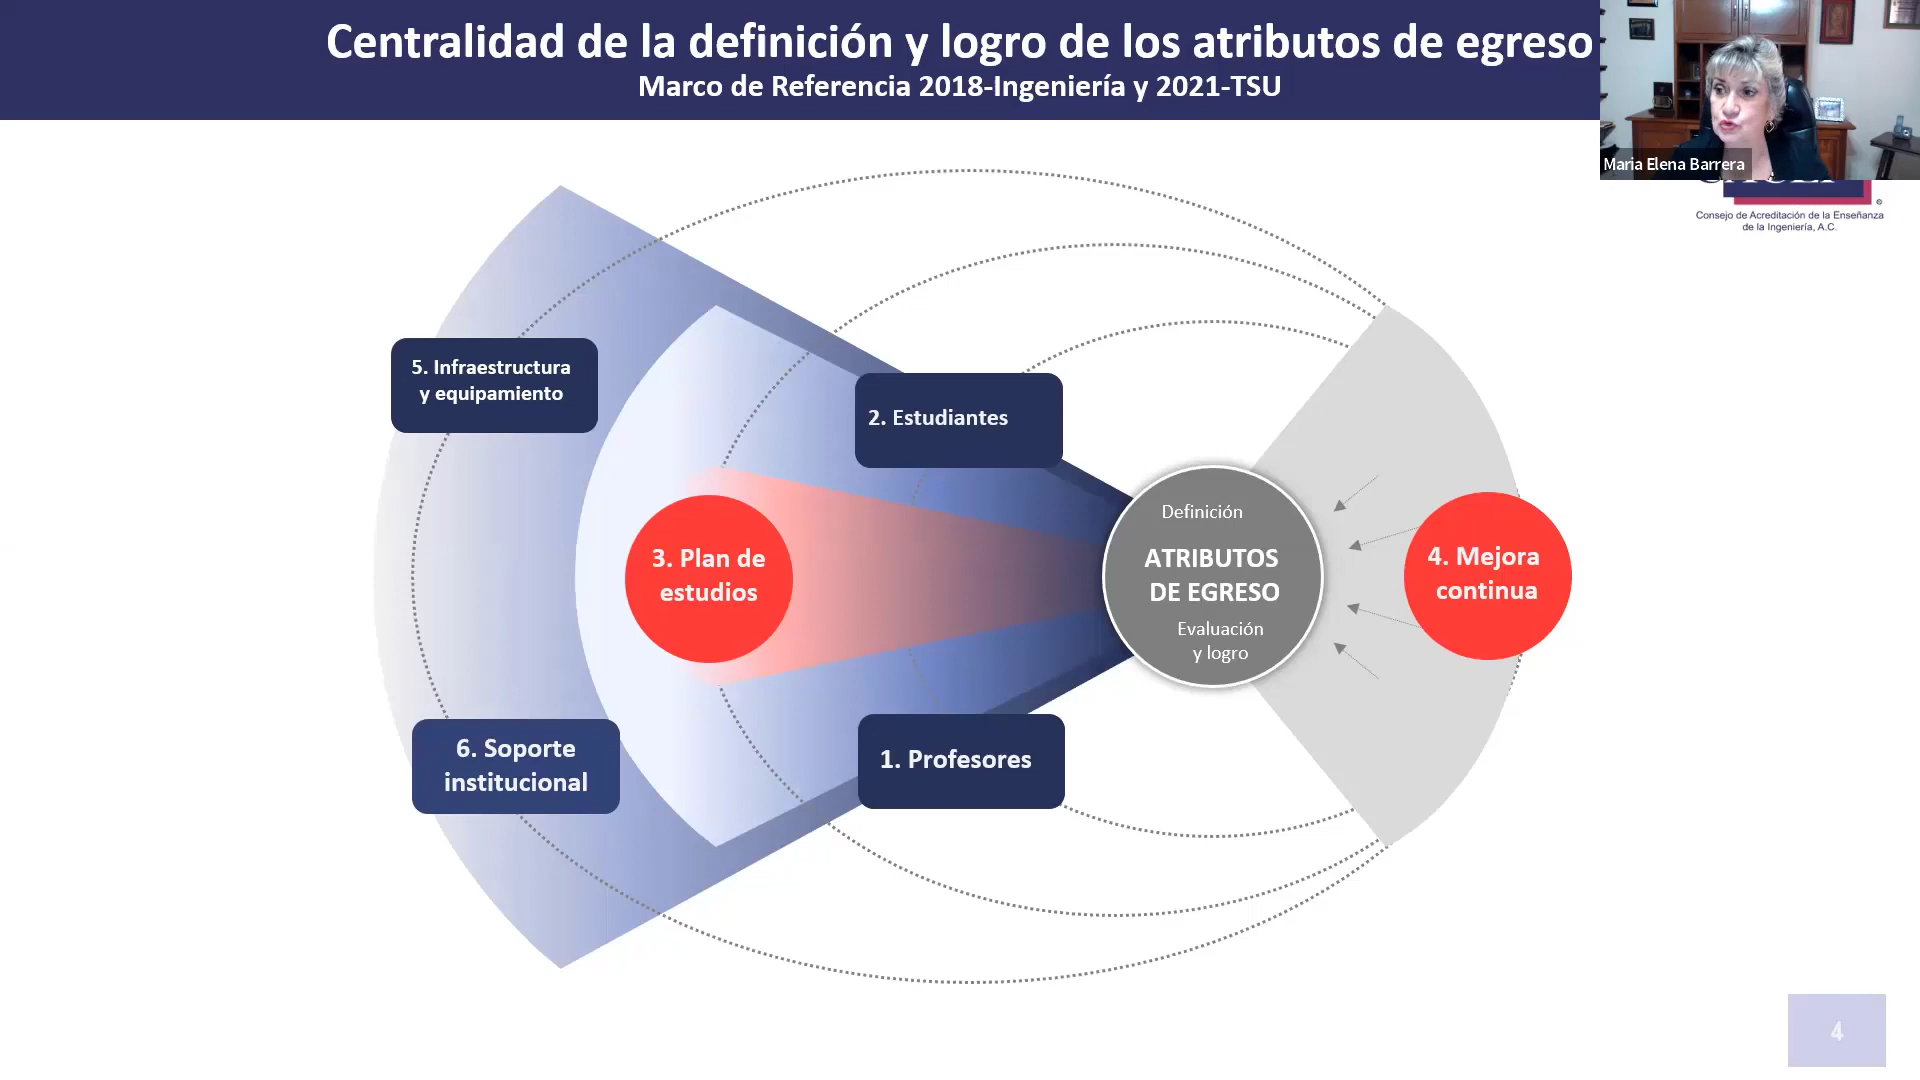 Centralidad de la definición y logro de los atributos de egreso
Marco de Referencia 2018-Ingeniería y 2021-TSU
Maria Elena Barrera
®
Consejo de Acreditación de la Enseñanza
de la Ingeniería, A.C.
5. Infraestructura
y equipamiento
2. Estudiantes
Definición
ATRIBUTOS
DE EGRESO
Evaluación
y logro
3. Plan de
estudios
4. Mejora
continua
6. Soporte
institucional
1. Profesores
4